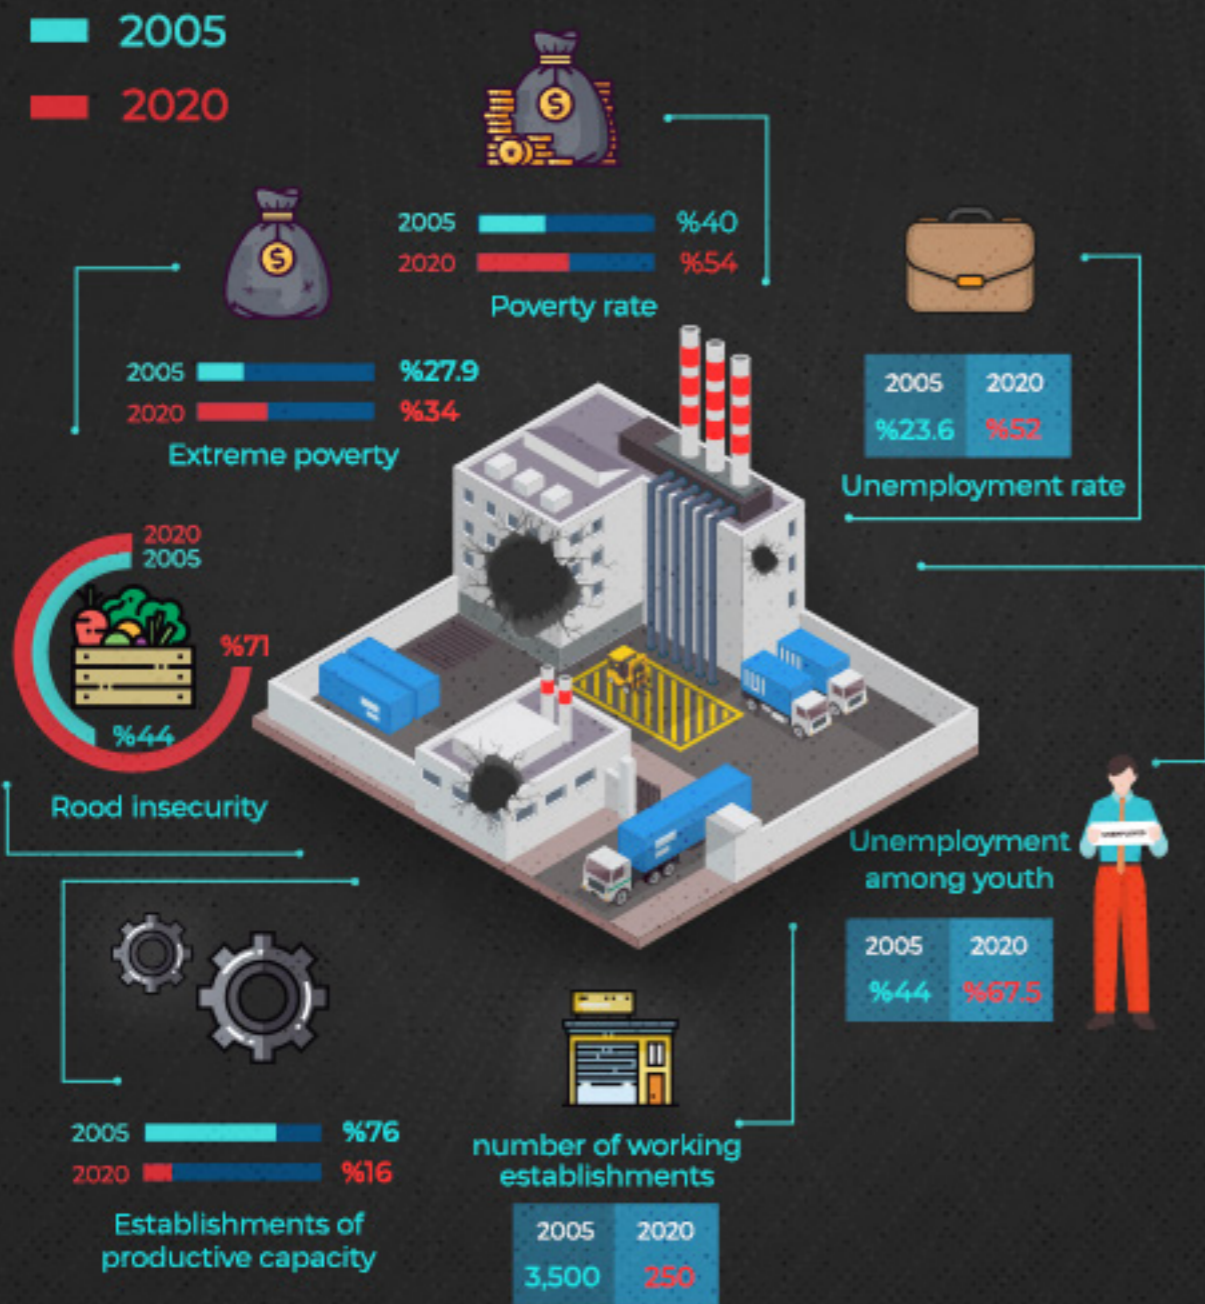 2005
2020
2005 %40
2020 %54
Poverty rate
2005 %27.9
2020 %34
Extreme poverty
2005 2020
%23.6 %52
Unemployment rate
2020
2005
%71
%44
Rood insecurity
Unemployment
among youth
2005 2020
%44 %67.5
2005 %76
2020 %16
Establishments of
productive capacity
number of working
establishments
2005 2020
3,500 250